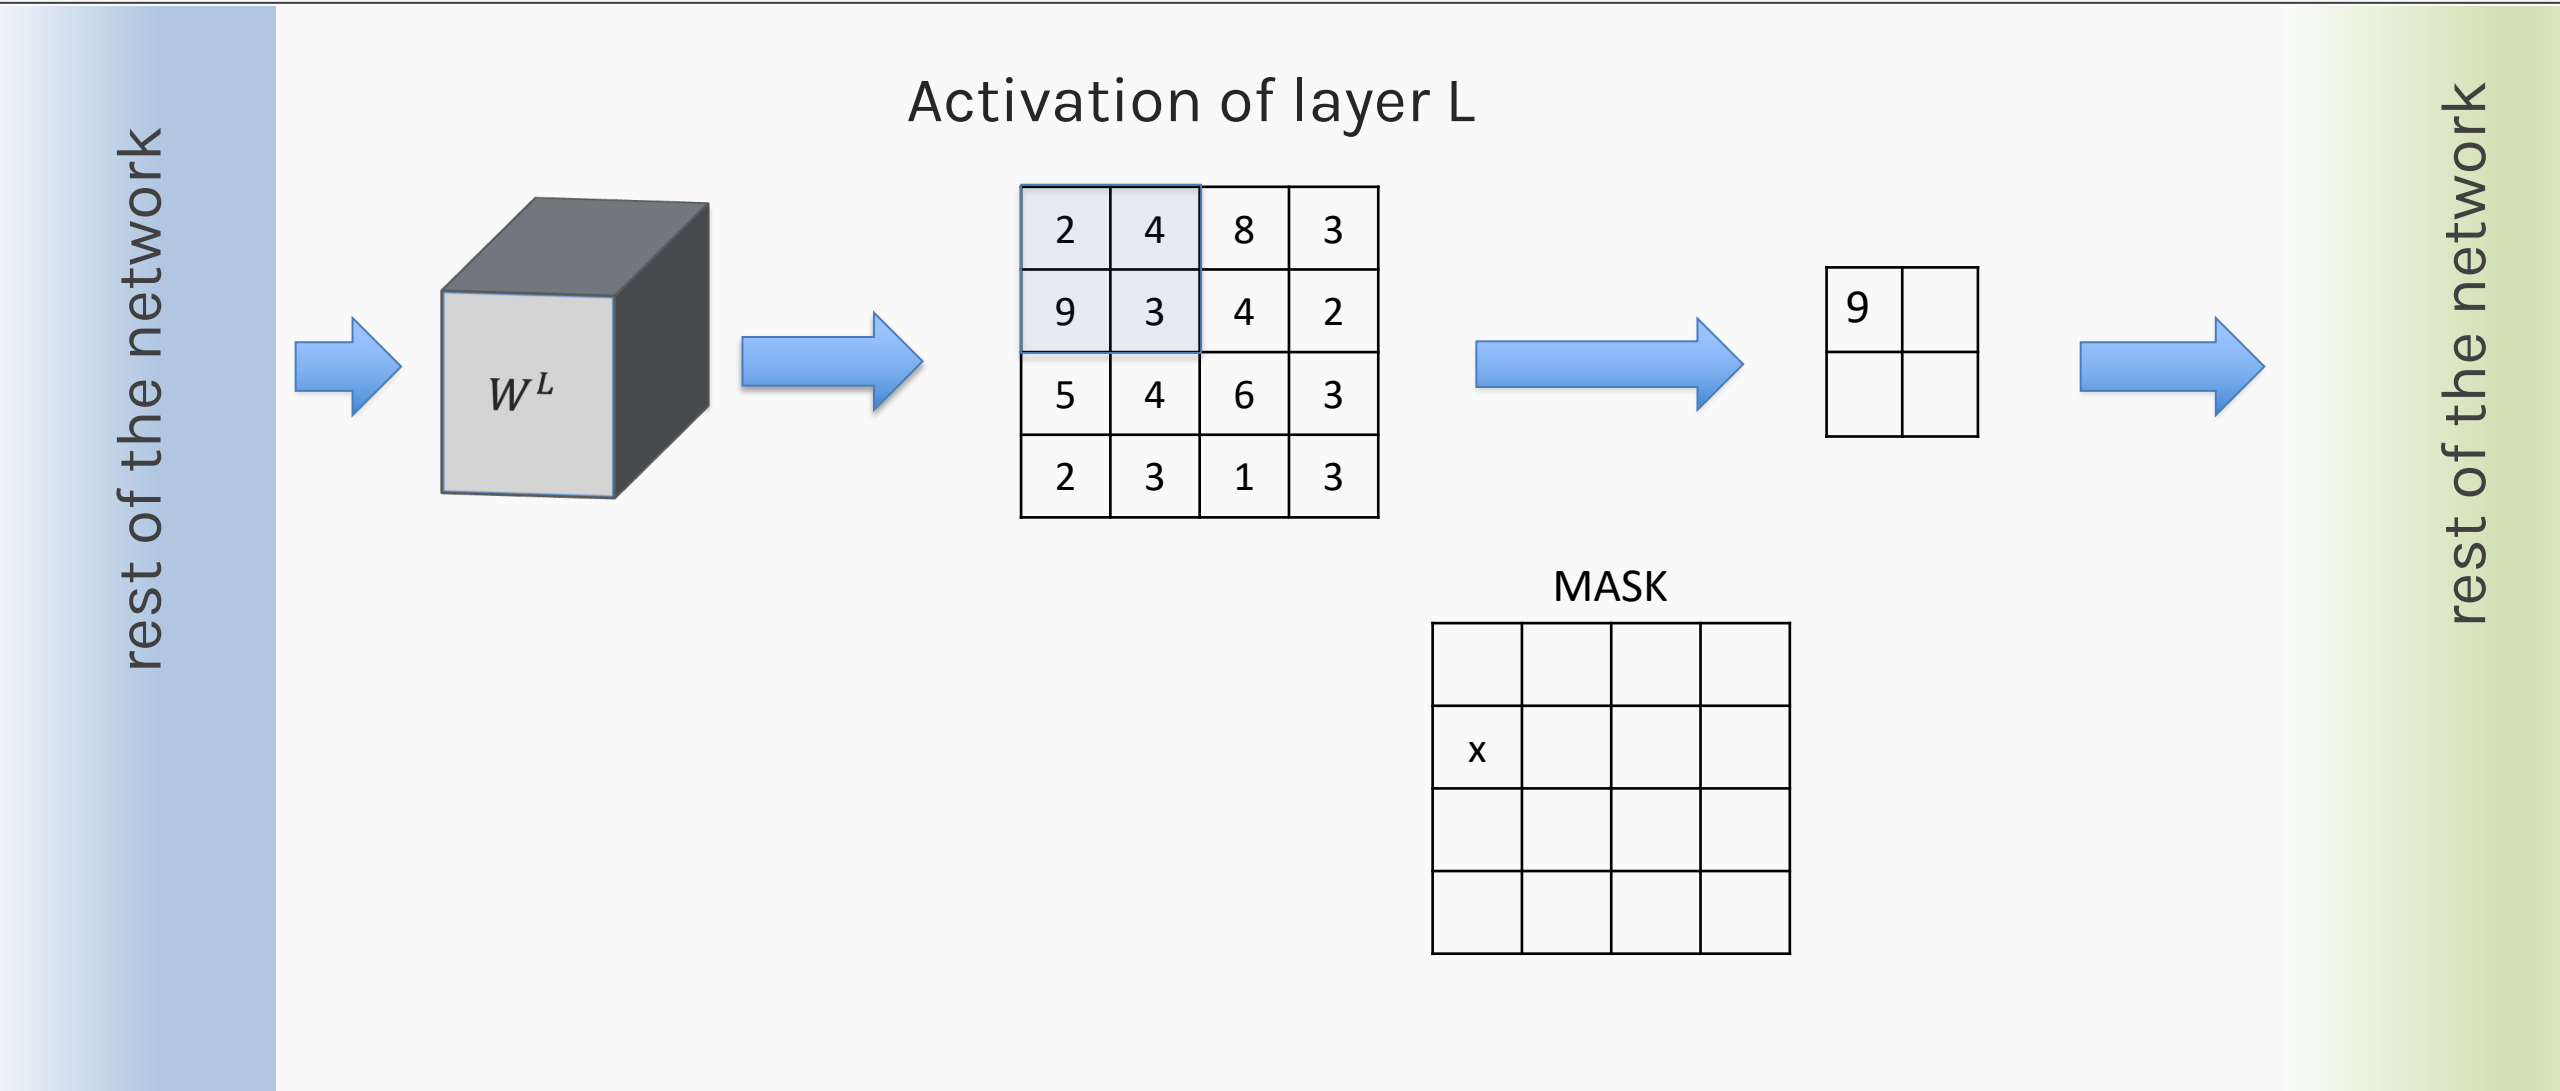 rest of the network
Activation of layer L
W^L
2 4 8 3
9 3 4 2
5 4 6 3
2 3 1 3
9
MASK
x
rest of the network